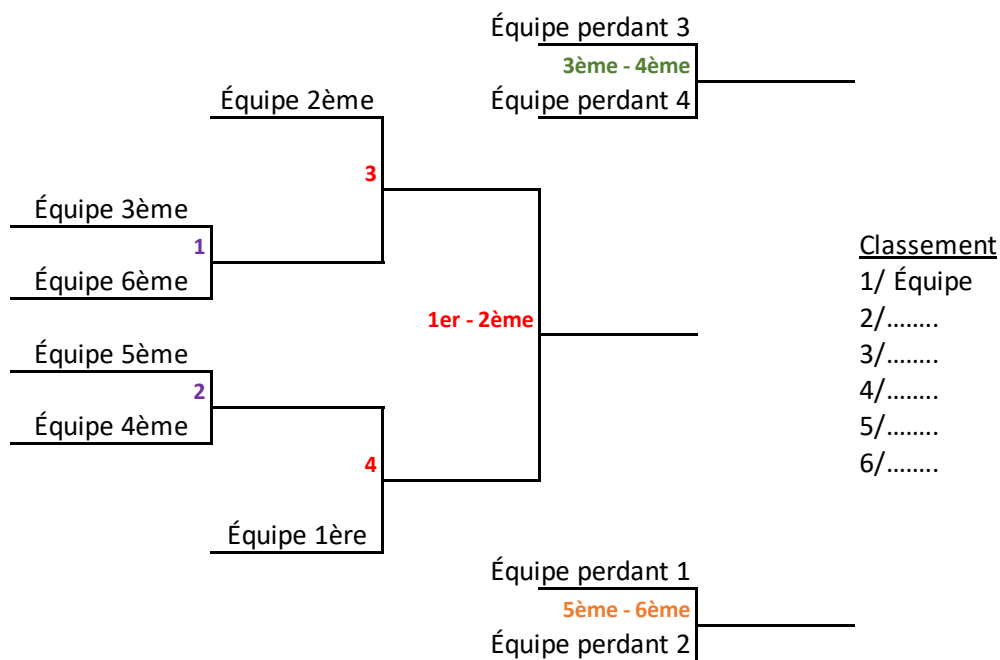 Équipe perdant 3
3ème - 4ème
Équipe perdant 4
Équipe 2ème
3
Équipe 3ème
1
Équipe 6ème
1er - 2ème
Équipe 5ème
2
Équipe 4ème
4
Équipe 1ère
Équipe perdant 1
5ème - 6ème
Équipe perdant 2
Classement
1/ Équipe
2/........
3/........
4/........
5/........
6/........